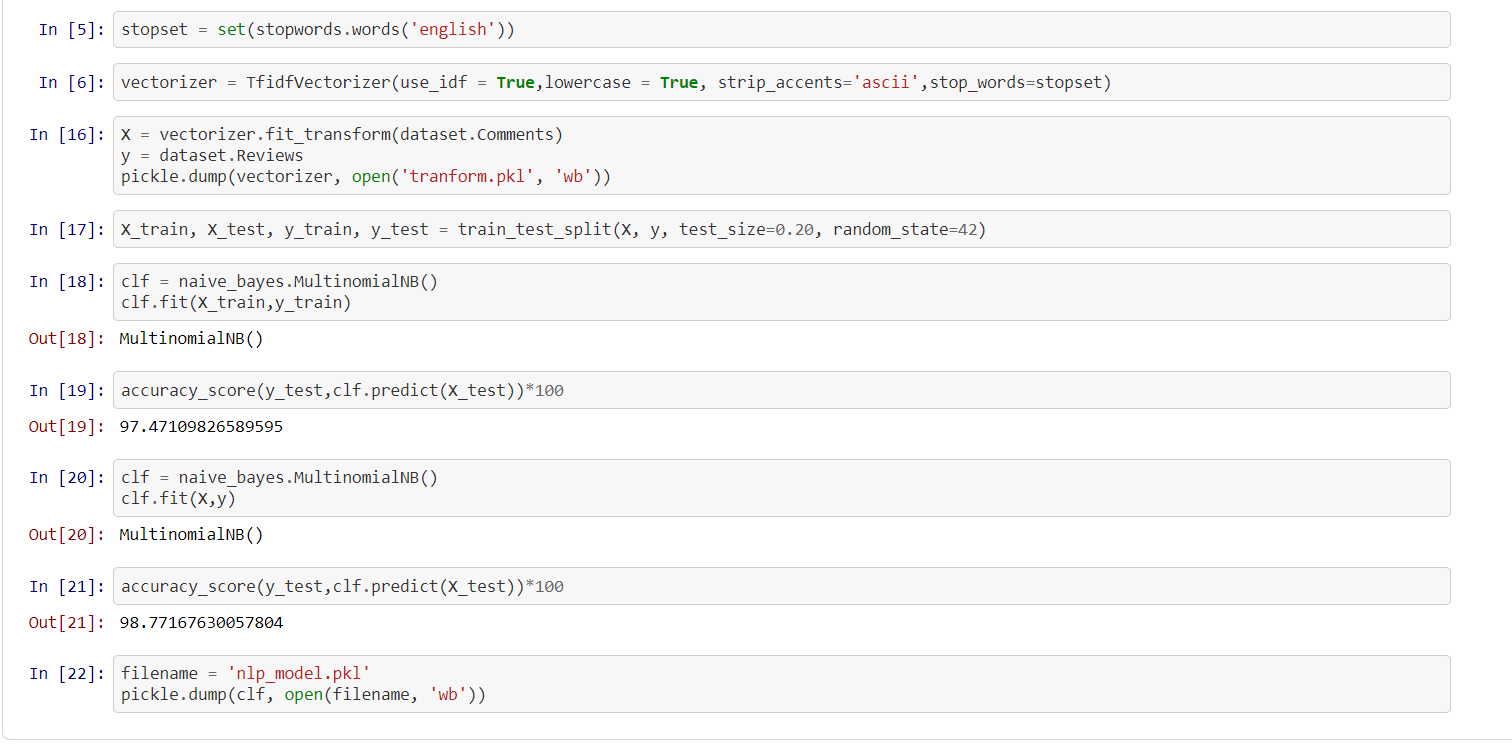 In [5]: stopset = set(stopwords.words('english'))
In [6]: vectorizer = TfidfVectorizer(use_idf = True,lowercase = True, strip_accents='ascii',stop_words=stopset)
In [16]: X = vectorizer.fit_transform(dataset.Comments)
y = dataset.Reviews
pickle.dump(vectorizer, open('tranform.pkl', 'wb'))
In [17]: X_train, X_test, y_train, y_test = train_test_split(X, y, test_size=0.20, random_state=42)
In [18]: clf = naive_bayes.MultinomialNB()
clf.fit(X_train,y_train)
Out[18]: MultinomialNB()
In [19]: accuracy_score(y_test,clf.predict(X_test))*100
Out[19]: 97.47109826589595
In [20]: clf = naive_bayes.MultinomialNB()
clf.fit(X,y)
Out[20]: MultinomialNB()
In [21]: accuracy_score(y_test,clf.predict(X_test))*100
Out[21]: 98.77167630057804
In [22]: filename = 'nlp_model.pkl'
pickle.dump(clf, open(filename, 'wb'))